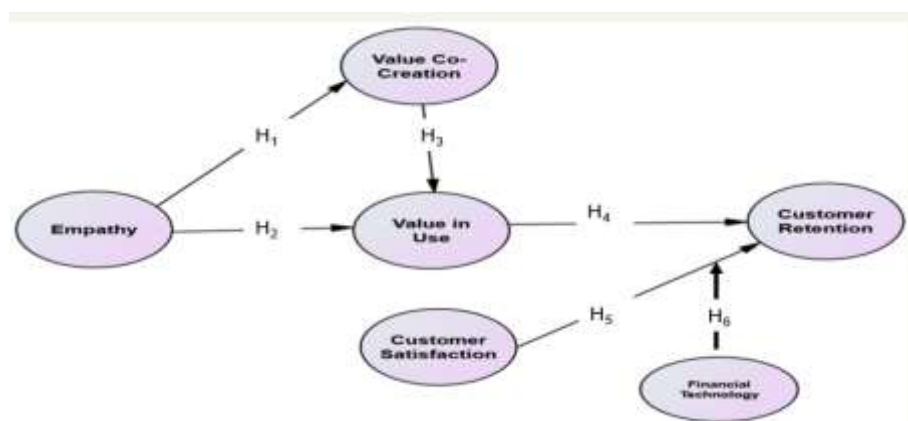 Value Co-
Creation
H1
H3
Empathy
H2
Value in
Use
H4
Customer
Retention
H5
Customer
Satisfaction
H6
Financial
Technology